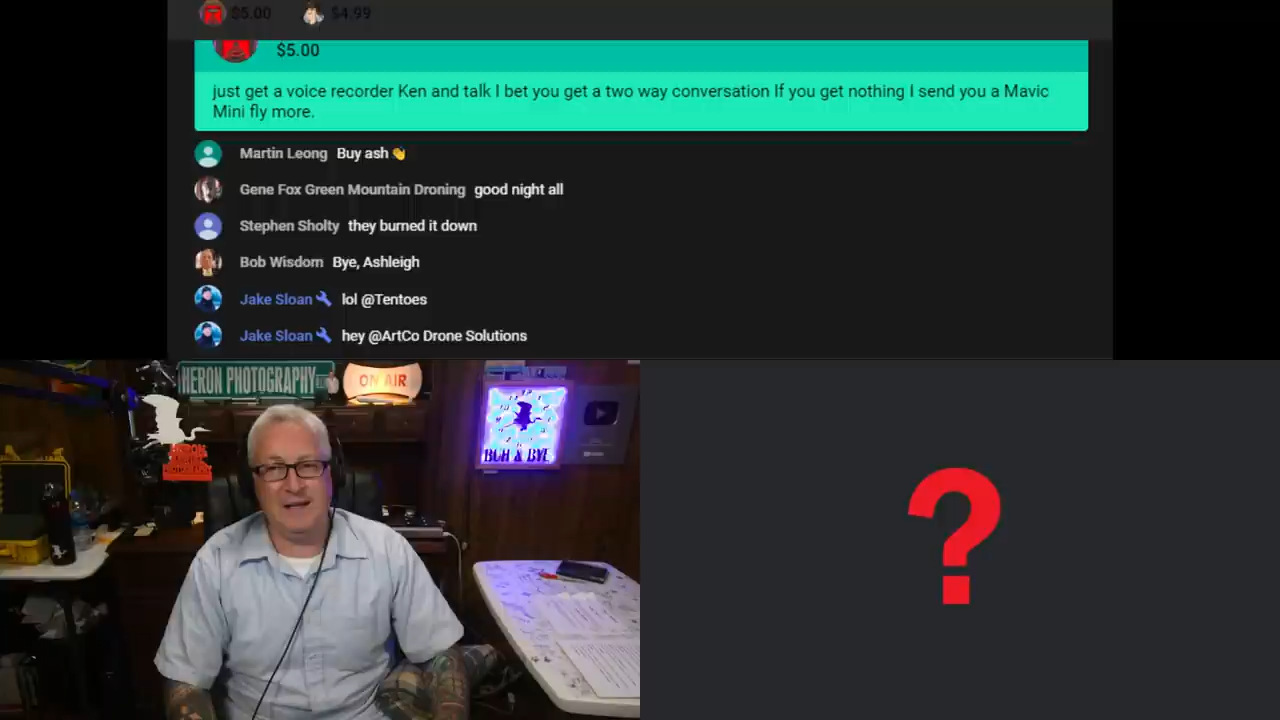 $5.00
$4.99
$5.00
just get a voice recorder Ken and talk I bet you get a two way conversation If you get nothing I send you a Mavic
Mini fly more.
Martin Leong Buy ash 👏
Gene Fox Green Mountain Droning good night all
Stephen Sholty they burned it down
Bob Wisdom Bye, Ashleigh
Jake Sloan lol @Tentoes
Jake Sloan hey @ArtCo Drone Solutions
HERON PHOTOGRAPHY
ON AIR
BUH & BYE
?